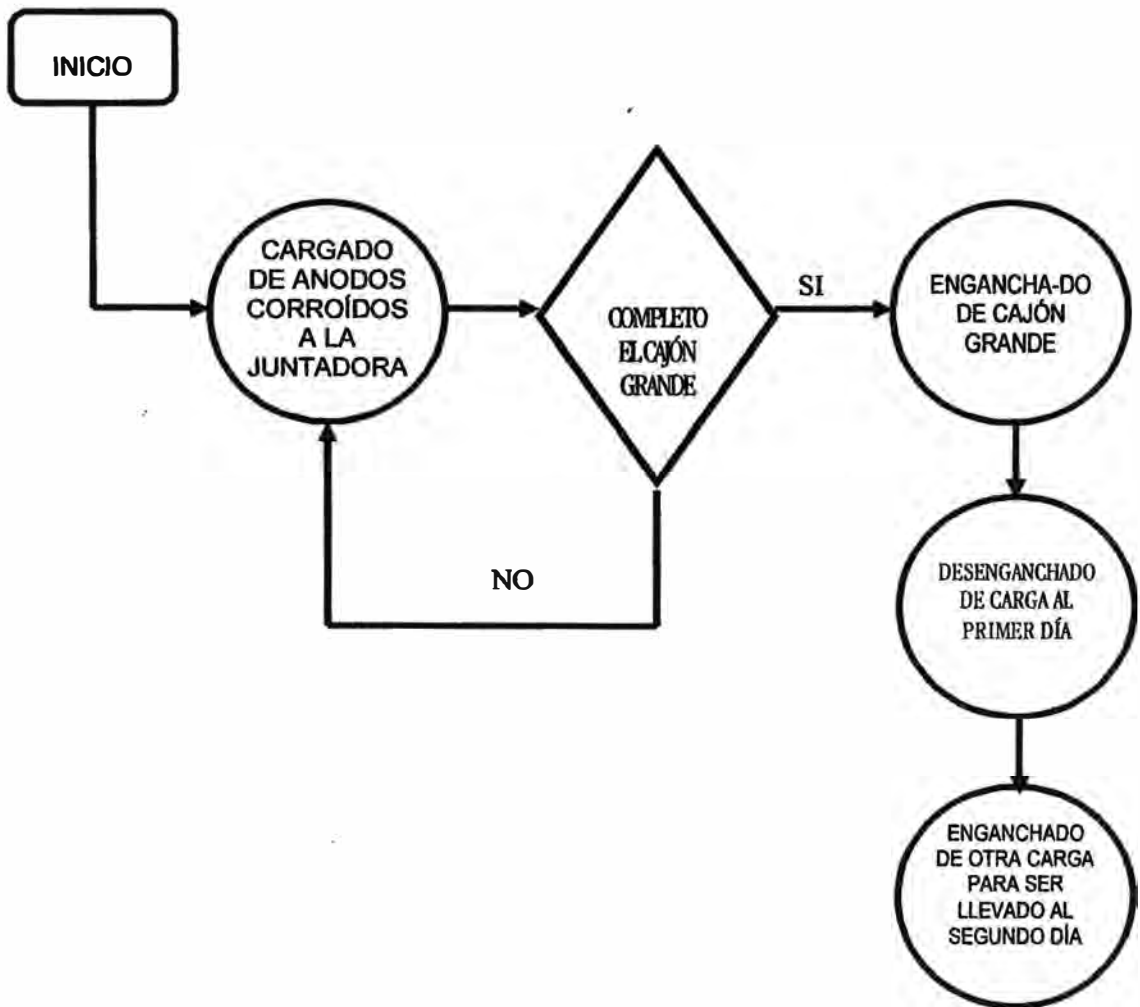 INICIO
CARGADO
DE ANODOS
CORROÍDOS
A LA
JUNTADORA
COMPLETO
EL CAJÓN
GRANDE
SI
ENGANCHA-DO
DE CAJÓN
GRANDE
NO
DESENGANCHADO
DE CARGA AL
PRIMER DÍA
ENGANCHADO
DE OTRA CARGA
PARA SER
LLEVADO AL
SEGUNDO DÍA